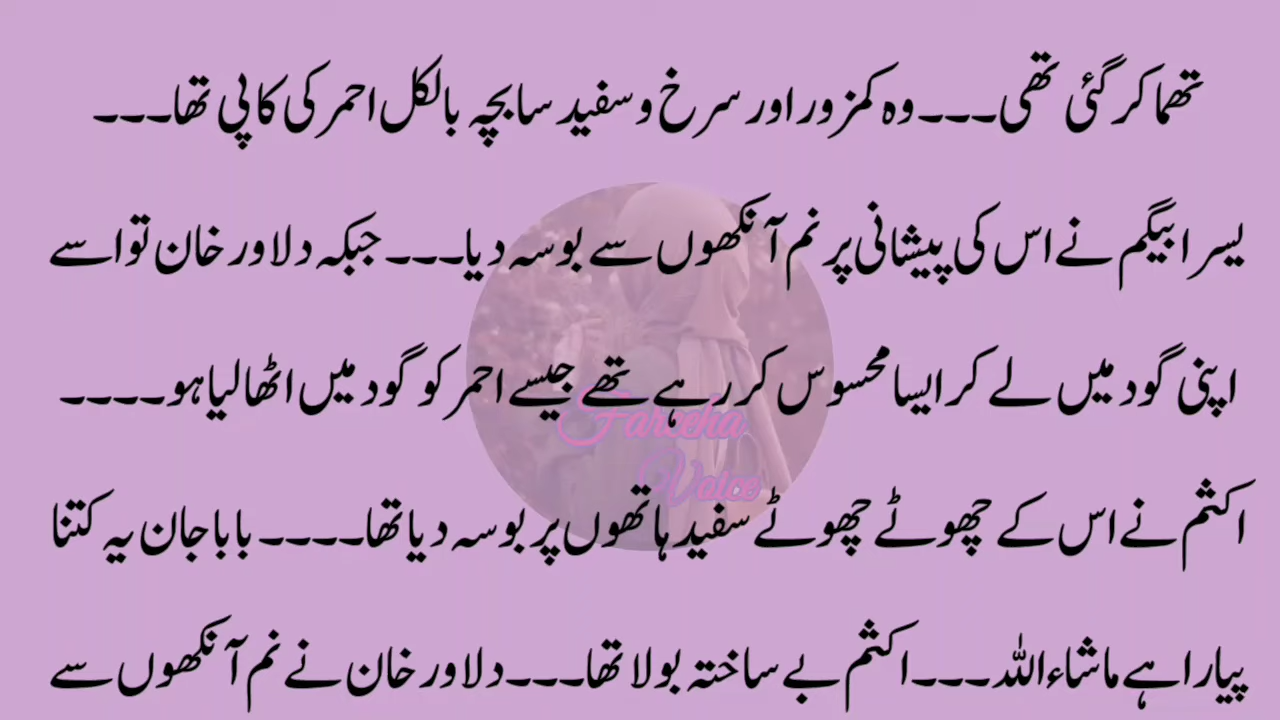 تھما کر گئی تھی۔۔۔ وہ کمزور اور سرخ و سفید سا بچہ بالکل احمر کی کاپی تھا۔۔۔
یسرا بیگم نے اس کی پیشانی پر نم آنکھوں سے بوسہ دیا۔۔۔ جبکہ دلاور خان تو اسے
اپنی گود میں لے کر ایسا محسوس کر رہے تھے جیسے احمر کو گود میں اٹھا لیا ہو۔۔۔۔
Fareeha
Voice
اکثم نے اس کے چھوٹے چھوٹے سفید ہاتھوں پر بوسہ دیا تھا۔۔۔۔ بابا جان یہ کتنا
پیارا ہے ماشاءاللہ ۔۔۔۔ اکثم بے ساختہ بولا تھا۔۔۔ دلاور خان نے نم آنکھوں سے